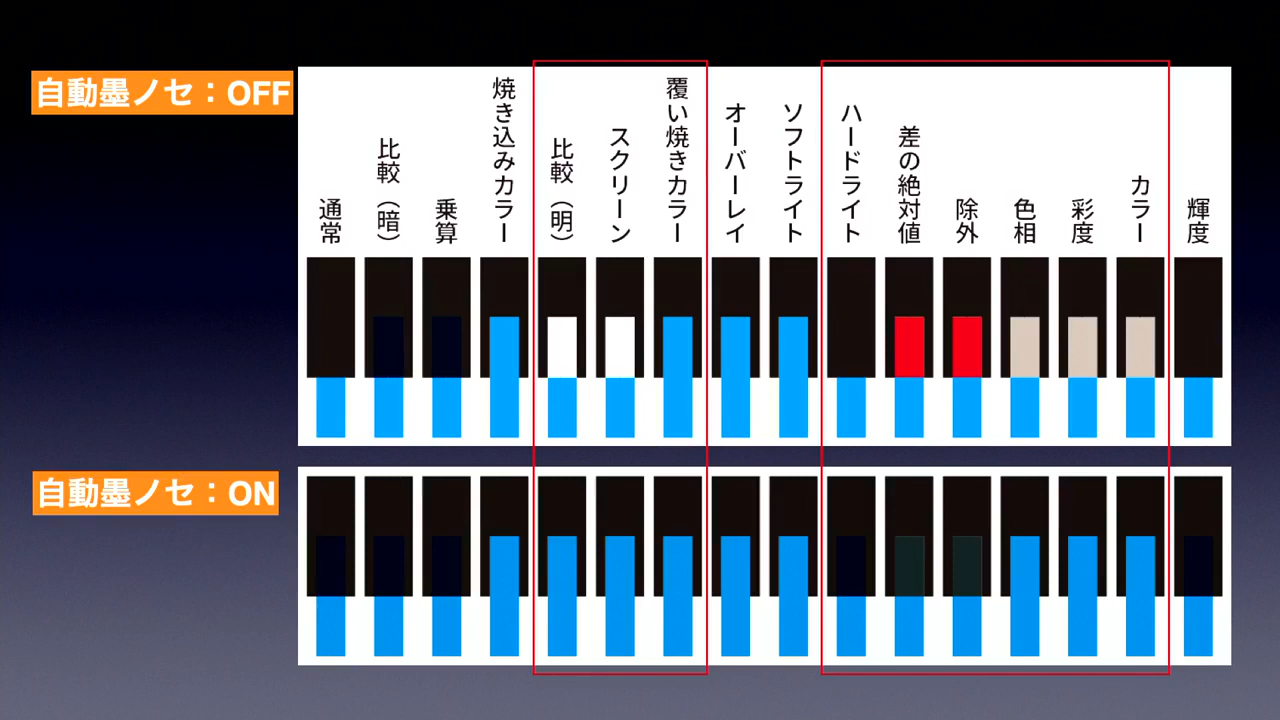 自動墨ノセ：OFF
通常
比較（暗）
乗算
焼き込みカラー
比較（明）
スクリーン
覆い焼きカラー
オーバーレイ
ソフトライト
ハードライト
差の絶対値
除外
色相
彩度
カラー
輝度
自動墨ノセ：ON